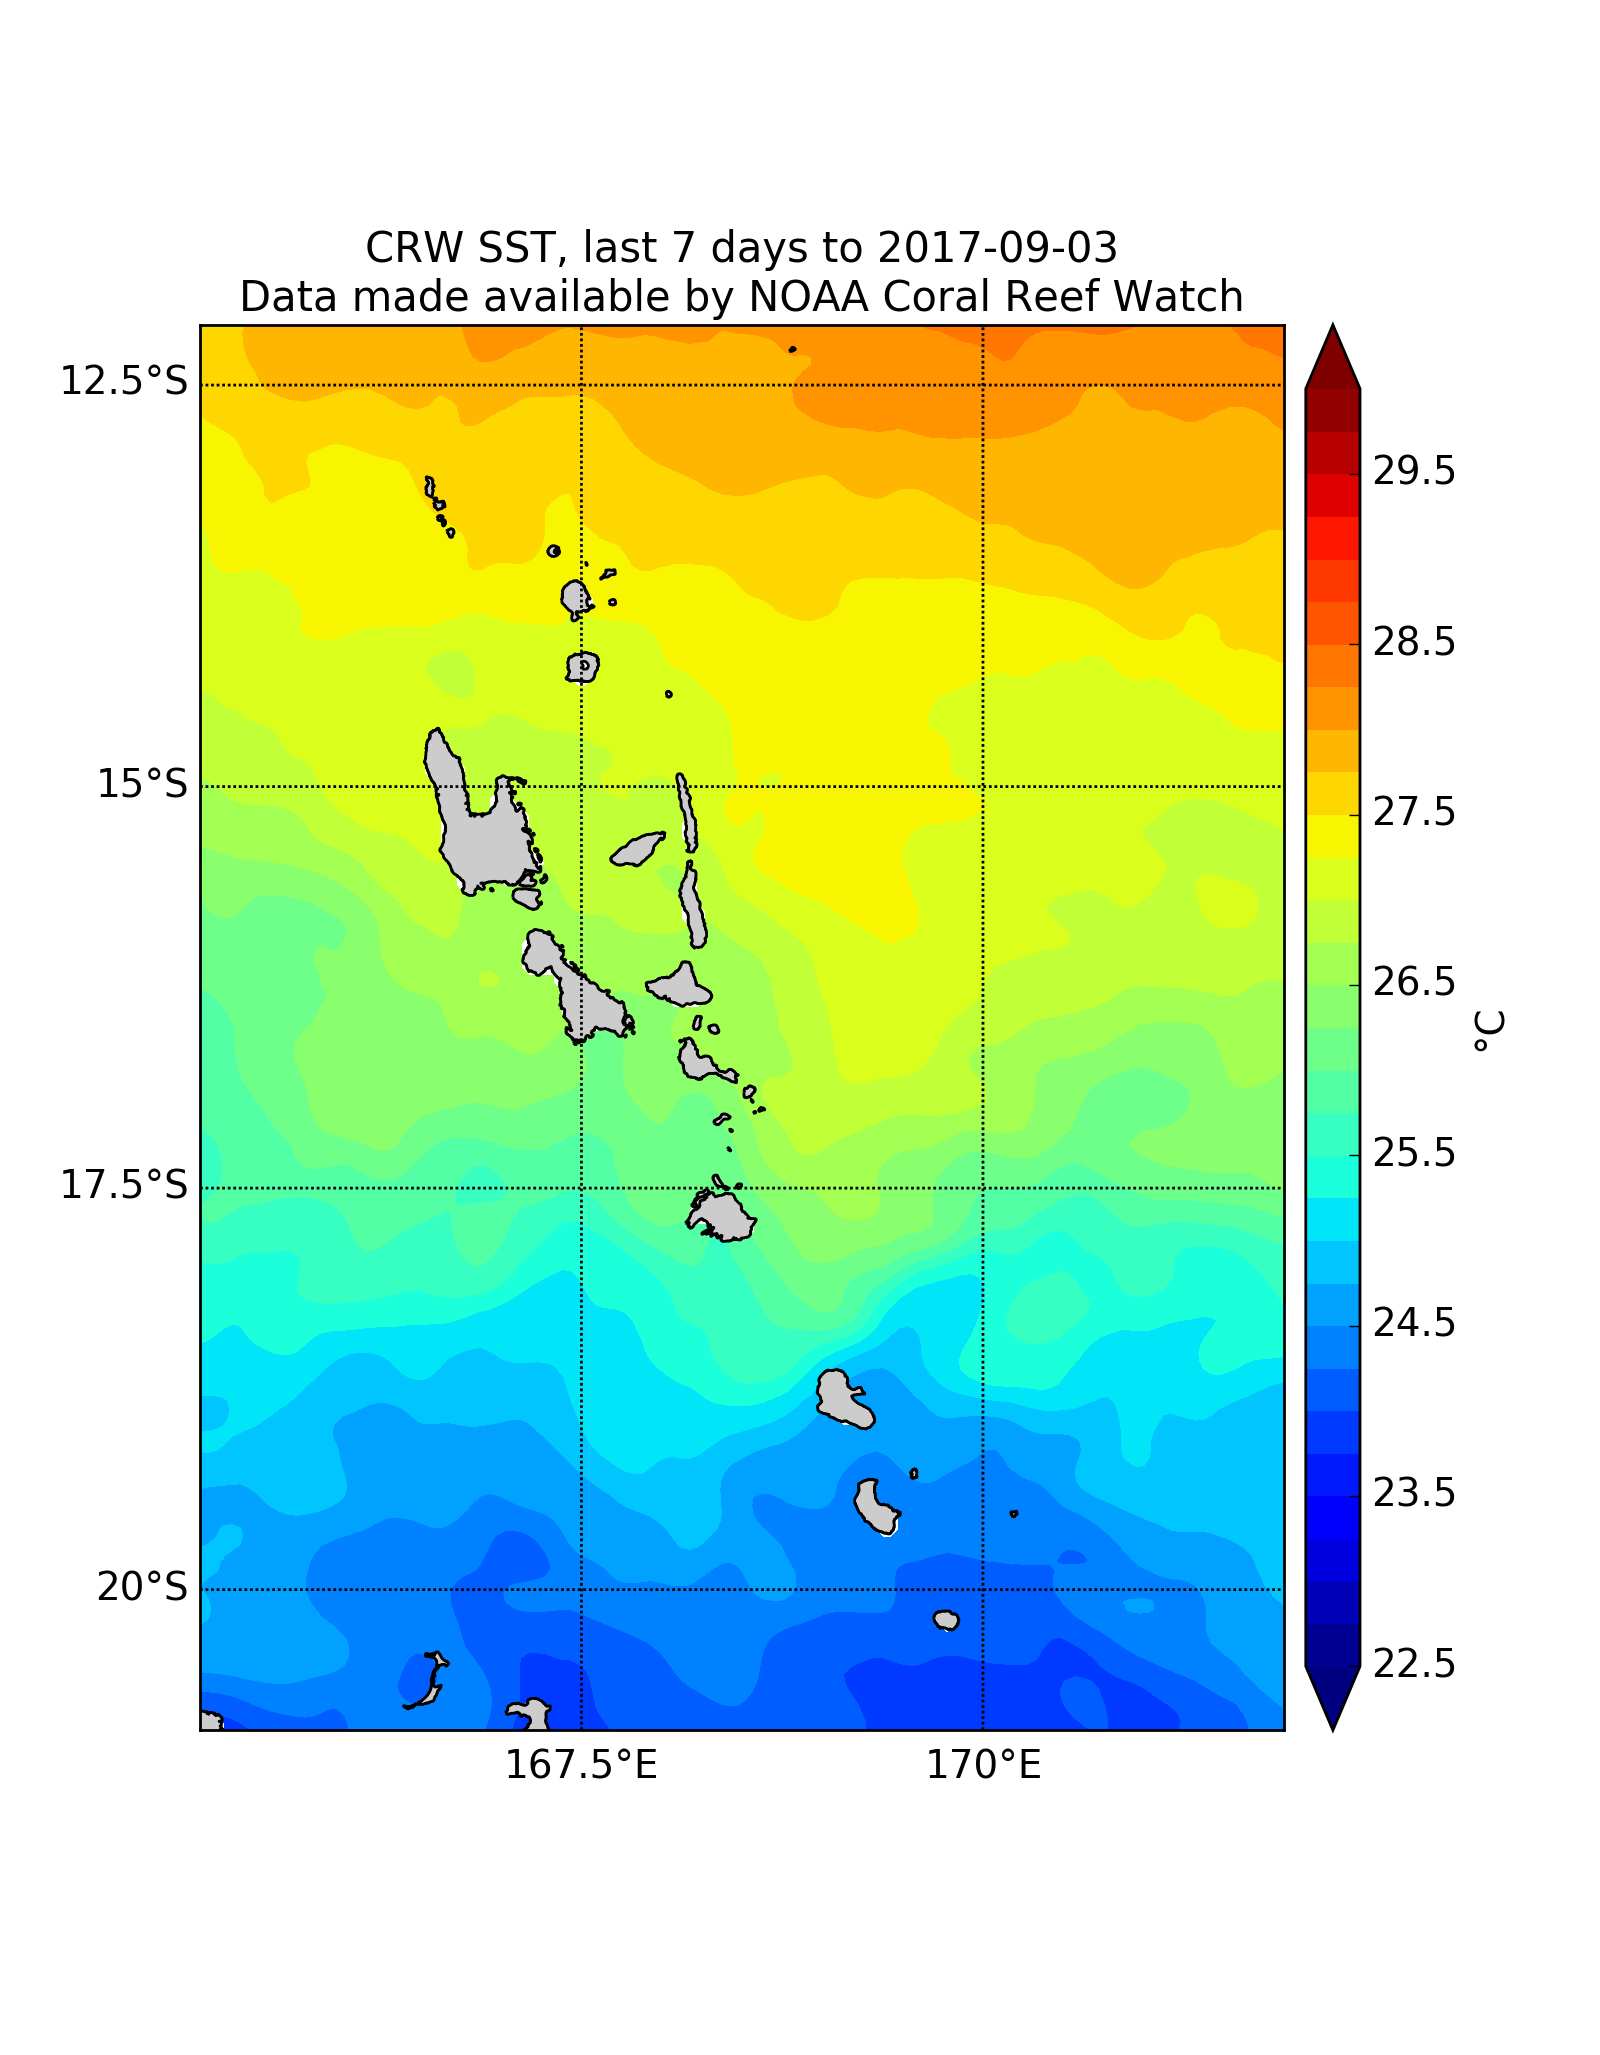 CRW SST, last 7 days to 2017-09-03
Data made available by NOAA Coral Reef Watch
12.5°S
15°S
17.5°S
20°S
167.5°E
170°E
29.5
28.5
27.5
26.5
25.5
24.5
23.5
22.5
°C